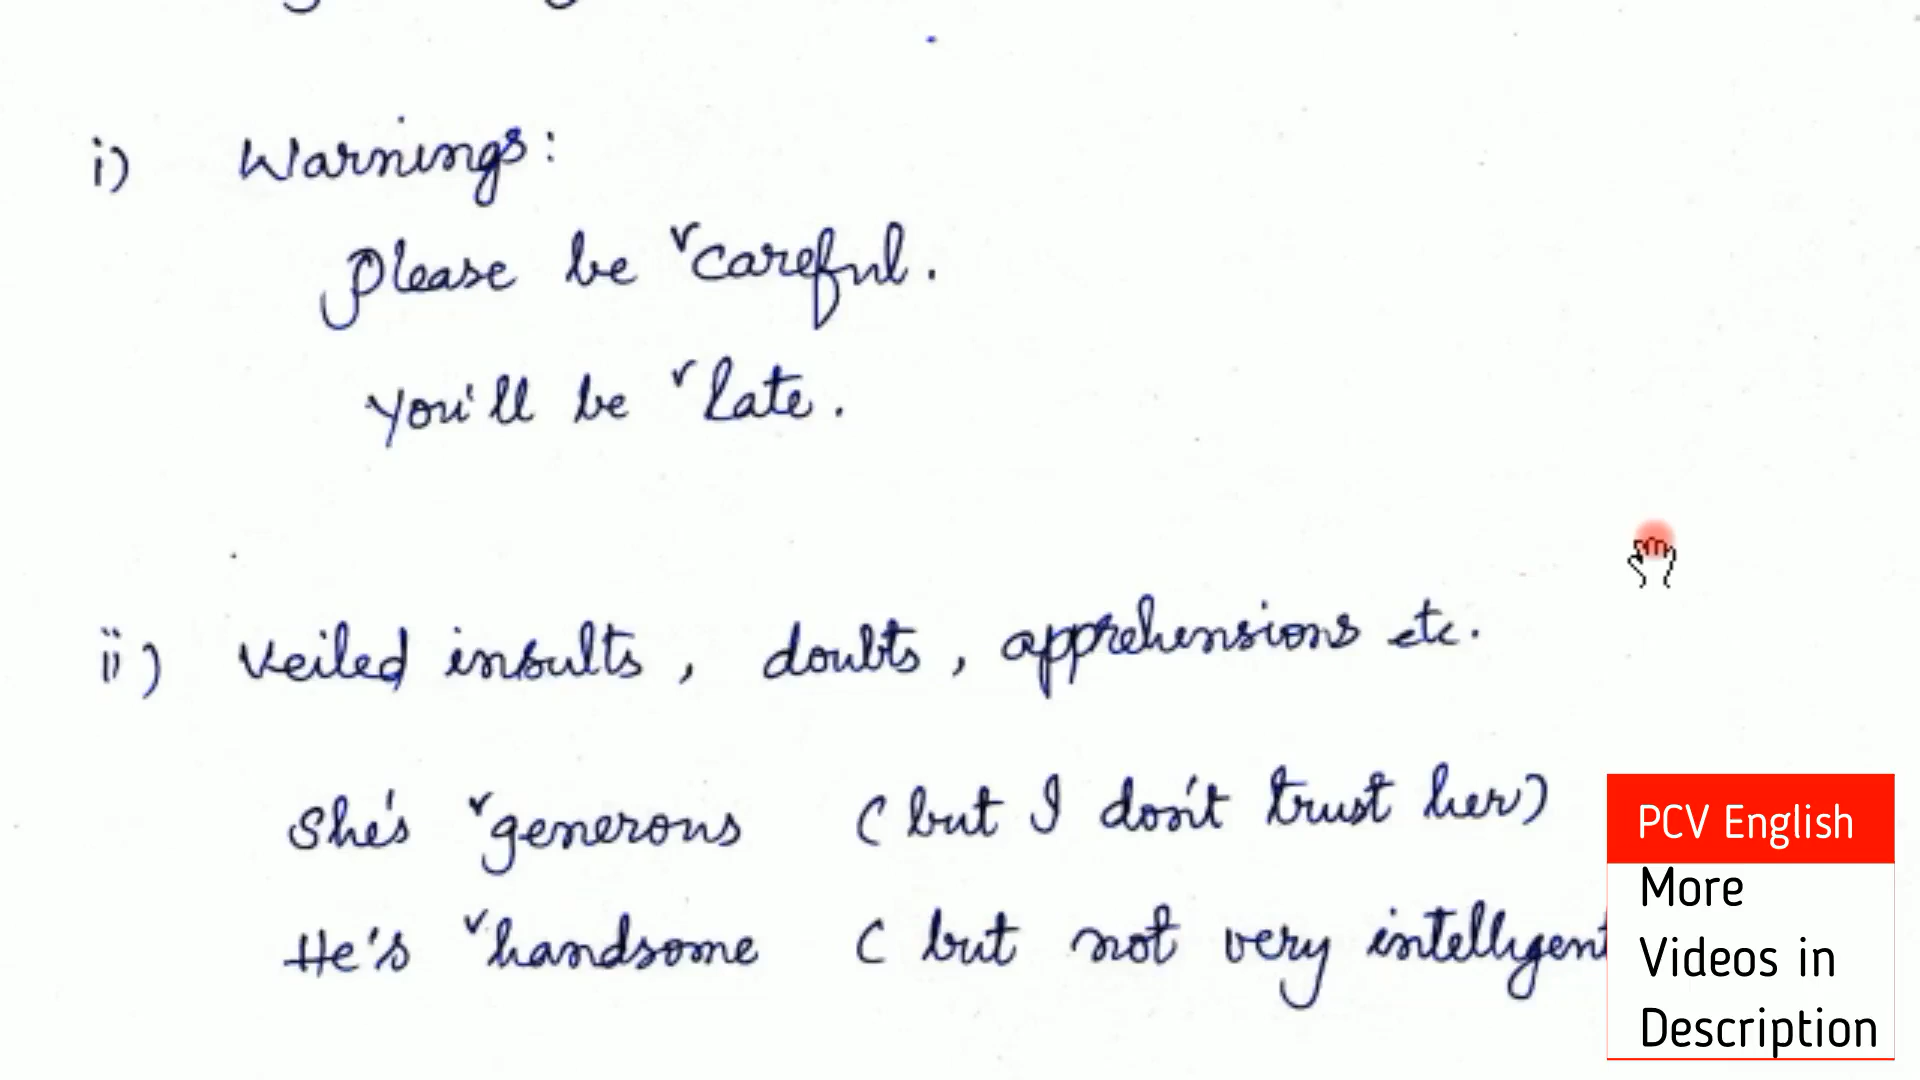 i) Warnings:
Please be ˅careful.
You'll be ˅late.
ii) Veiled insults, doubts, apprehensions etc.
She's ˅generous (but I don't trust her)
He's ˅handsome (but not very intelligent
PCV English
More
Videos in
Description